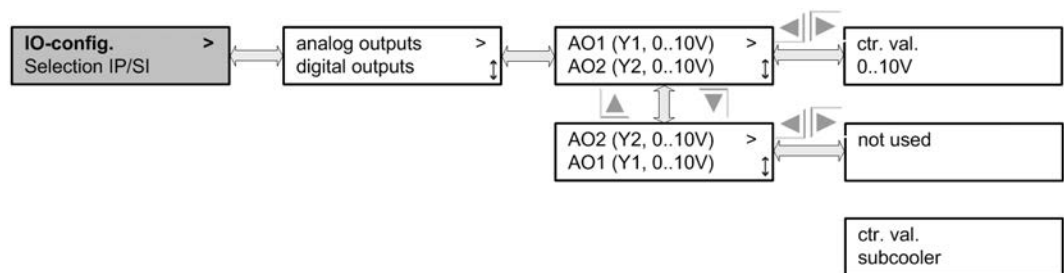 IO-config. >
Selection IP/SI
analog outputs >
digital outputs
AO1 (Y1, 0..10V) >
AO2 (Y2, 0..10V)
ctr. val.
0..10V
AO2 (Y2, 0..10V) >
AO1 (Y1, 0..10V)
not used
ctr. val.
subcooler